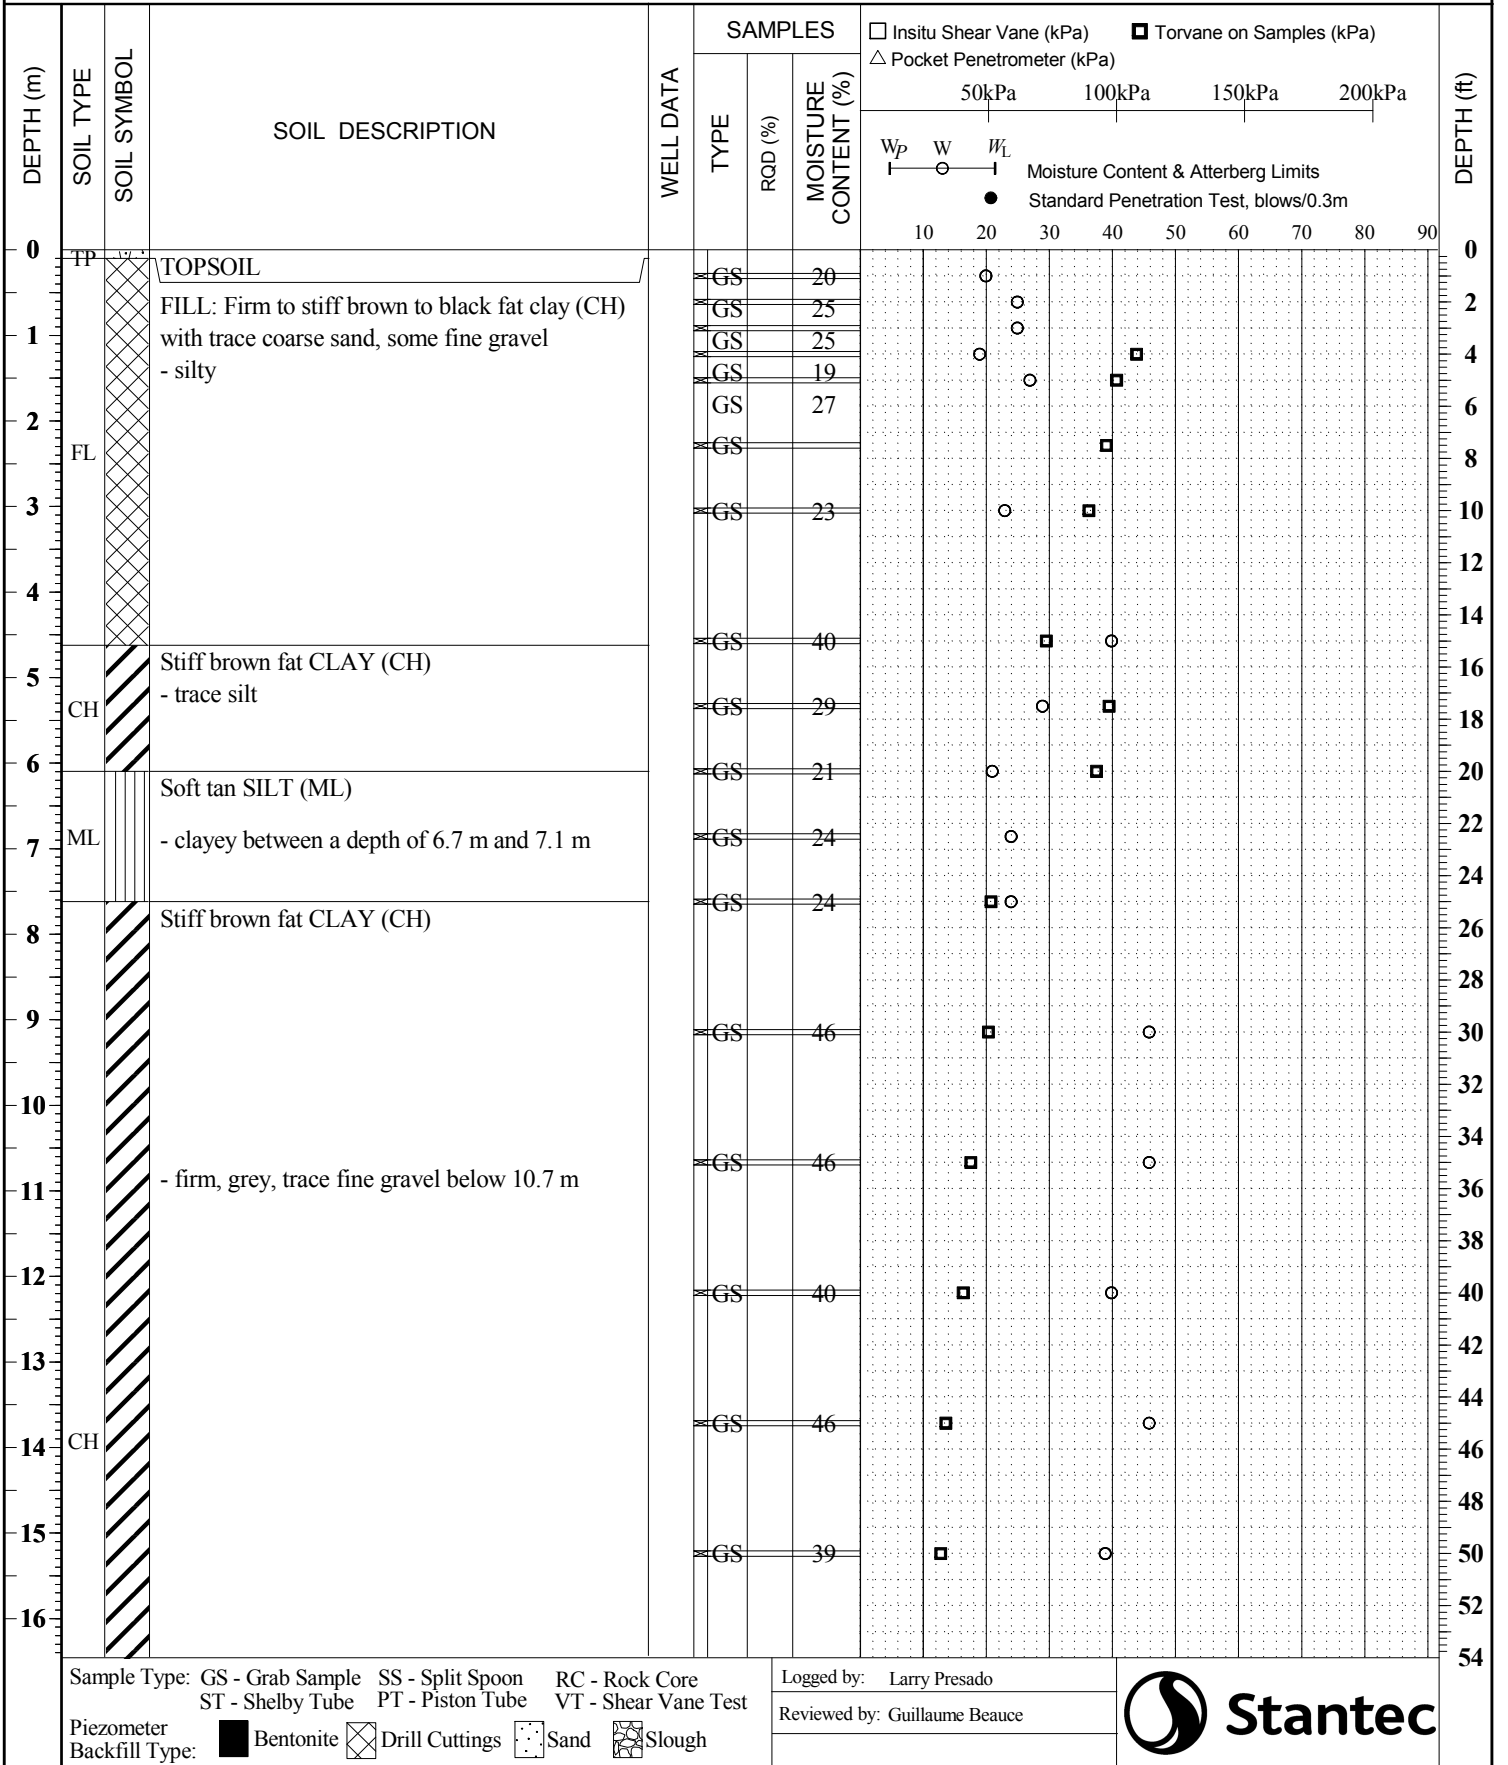 DEPTH (m)
SOIL TYPE
SOIL SYMBOL
SOIL DESCRIPTION
WELL DATA
SAMPLES
TYPE
RQD (%)
MOISTURE
CONTENT (%)
Insitu Shear Vane (kPa) Torvane on Samples (kPa)
Pocket Penetrometer (kPa)
50kPa 100kPa 150kPa 200kPa
WP W WL
Moisture Content & Atterberg Limits
Standard Penetration Test, blows/0.3m
10 20 30 40 50 60 70 80 90
DEPTH (ft)
0
1
2
3
4
5
6
7
8
9
10
11
12
13
14
15
16
TP
FL
CH
ML
CH
TOPSOIL
FILL: Firm to stiff brown to black fat clay (CH)
with trace coarse sand, some fine gravel
- silty
Stiff brown fat CLAY (CH)
- trace silt
Soft tan SILT (ML)
- clayey between a depth of 6.7 m and 7.1 m
Stiff brown fat CLAY (CH)
- firm, grey, trace fine gravel below 10.7 m
GS 20
GS 25
GS 25
GS 19
GS 27
GS
GS 23
GS 40
GS 29
GS 21
GS 24
GS 24
GS 46
GS 46
GS 40
GS 46
GS 39
0
2
4
6
8
10
12
14
16
18
20
22
24
26
28
30
32
34
36
38
40
42
44
46
48
50
52
54
Sample Type: GS - Grab Sample SS - Split Spoon RC - Rock Core
ST - Shelby Tube PT - Piston Tube VT - Shear Vane Test
Piezometer
Backfill Type: Bentonite Drill Cuttings Sand Slough
Logged by: Larry Presado
Reviewed by: Guillaume Beauce
Stantec